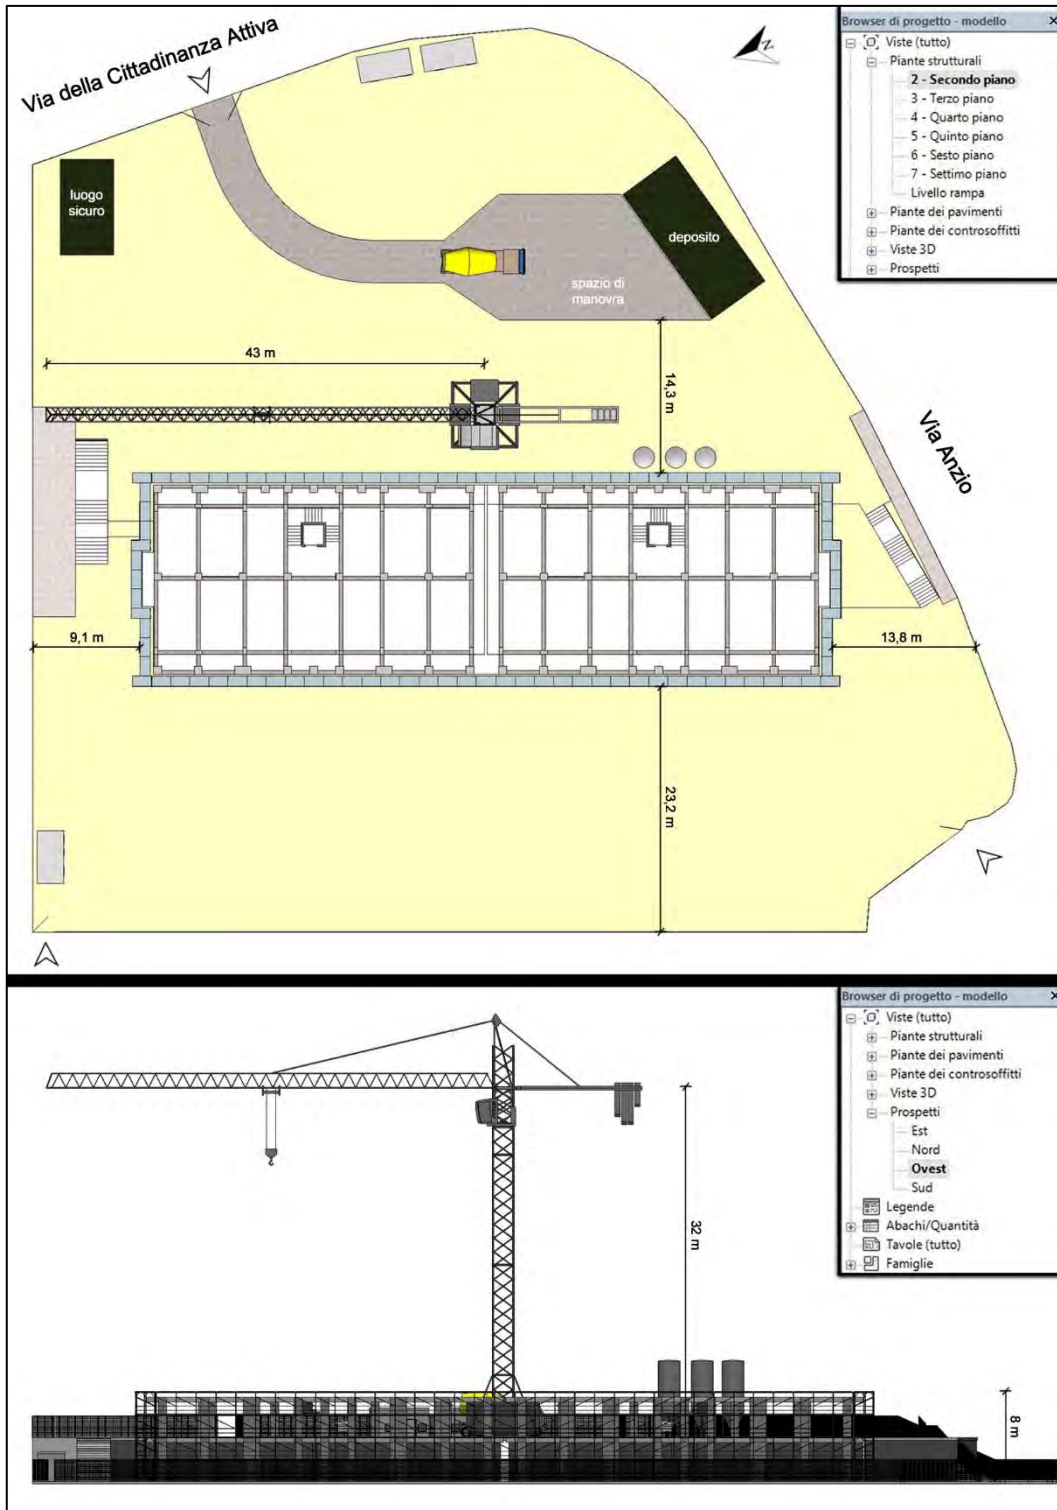 Via della Cittadinanza Attiva
N
luogo
sicuro
deposito
spazio di
manovra
43 m
14,3 m
Via Anzio
9,1 m
13,8 m
23,2 m
Browser di progetto - modello
Viste (tutto)
Piante strutturali
2 - Secondo piano
3 - Terzo piano
4 - Quarto piano
5 - Quinto piano
6 - Sesto piano
7 - Settimo piano
Livello rampa
Piante dei pavimenti
Piante dei controsoffitti
Viste 3D
Prospetti
32 m
8 m
Browser di progetto - modello
Viste (tutto)
Piante strutturali
Piante dei pavimenti
Piante dei controsoffitti
Viste 3D
Prospetti
Est
Nord
Ovest
Sud
Legende
Abachi/Quantità
Tavole (tutto)
Famiglie